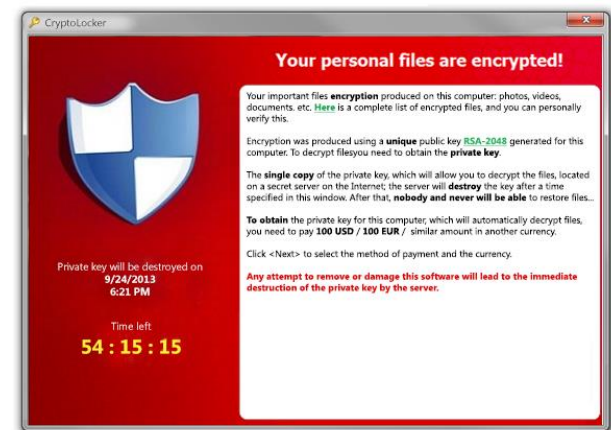 CryptoLocker
Your personal files are encrypted!
Your important files encryption produced on this computer: photos, videos,
documents. etc. Here is a complete list of encrypted files, and you can personally
verify this.
Encryption was produced using a unique public key RSA-2048 generated for this
computer. To decrypt filesyou need to obtain the private key.
The single copy of the private key, which will allow you to decrypt the files, located
on a secret server on the Internet; the server will destroy the key after a time
specified in this window. After that, nobody and never will be able to restore files...
To obtain the private key for this computer, which will automatically decrypt files,
you need to pay 100 USD / 100 EUR / similar amount in another currency.
Click <Next> to select the method of payment and the currency.
Any attempt to remove or damage this software will lead to the immediate
destruction of the private key by the server.
Private key will be destroyed on
9/24/2013
6:21 PM
Time left
54 : 15 : 15